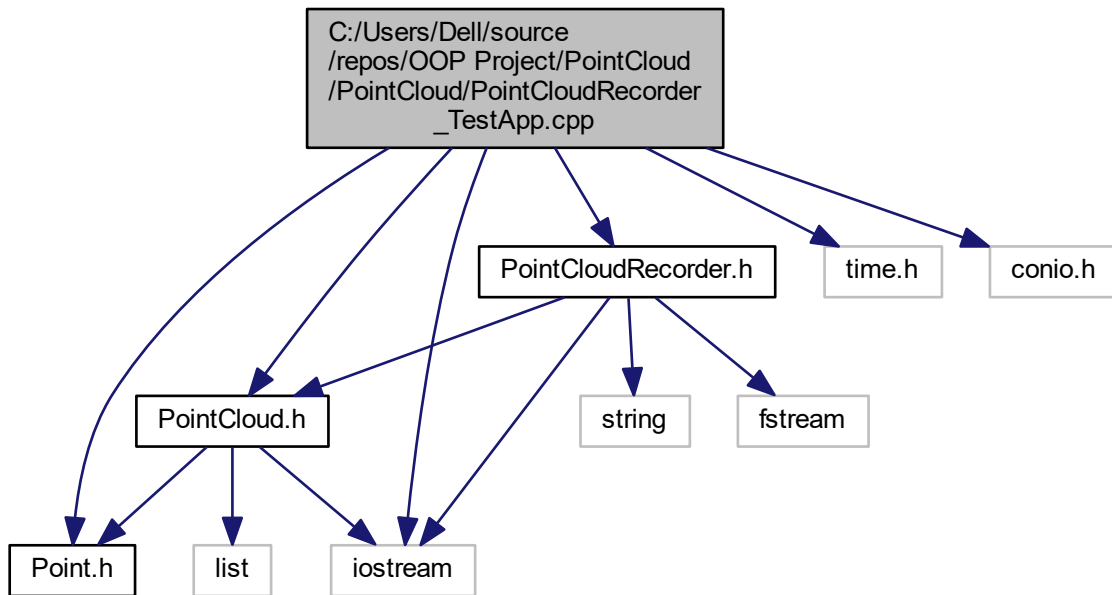 C:/Users/Dell/source
/repos/OOP Project/PointCloud
/PointCloud/PointCloudRecorder
_TestApp.cpp
PointCloudRecorder.h
time.h
conio.h
PointCloud.h
string
fstream
Point.h
list
iostream